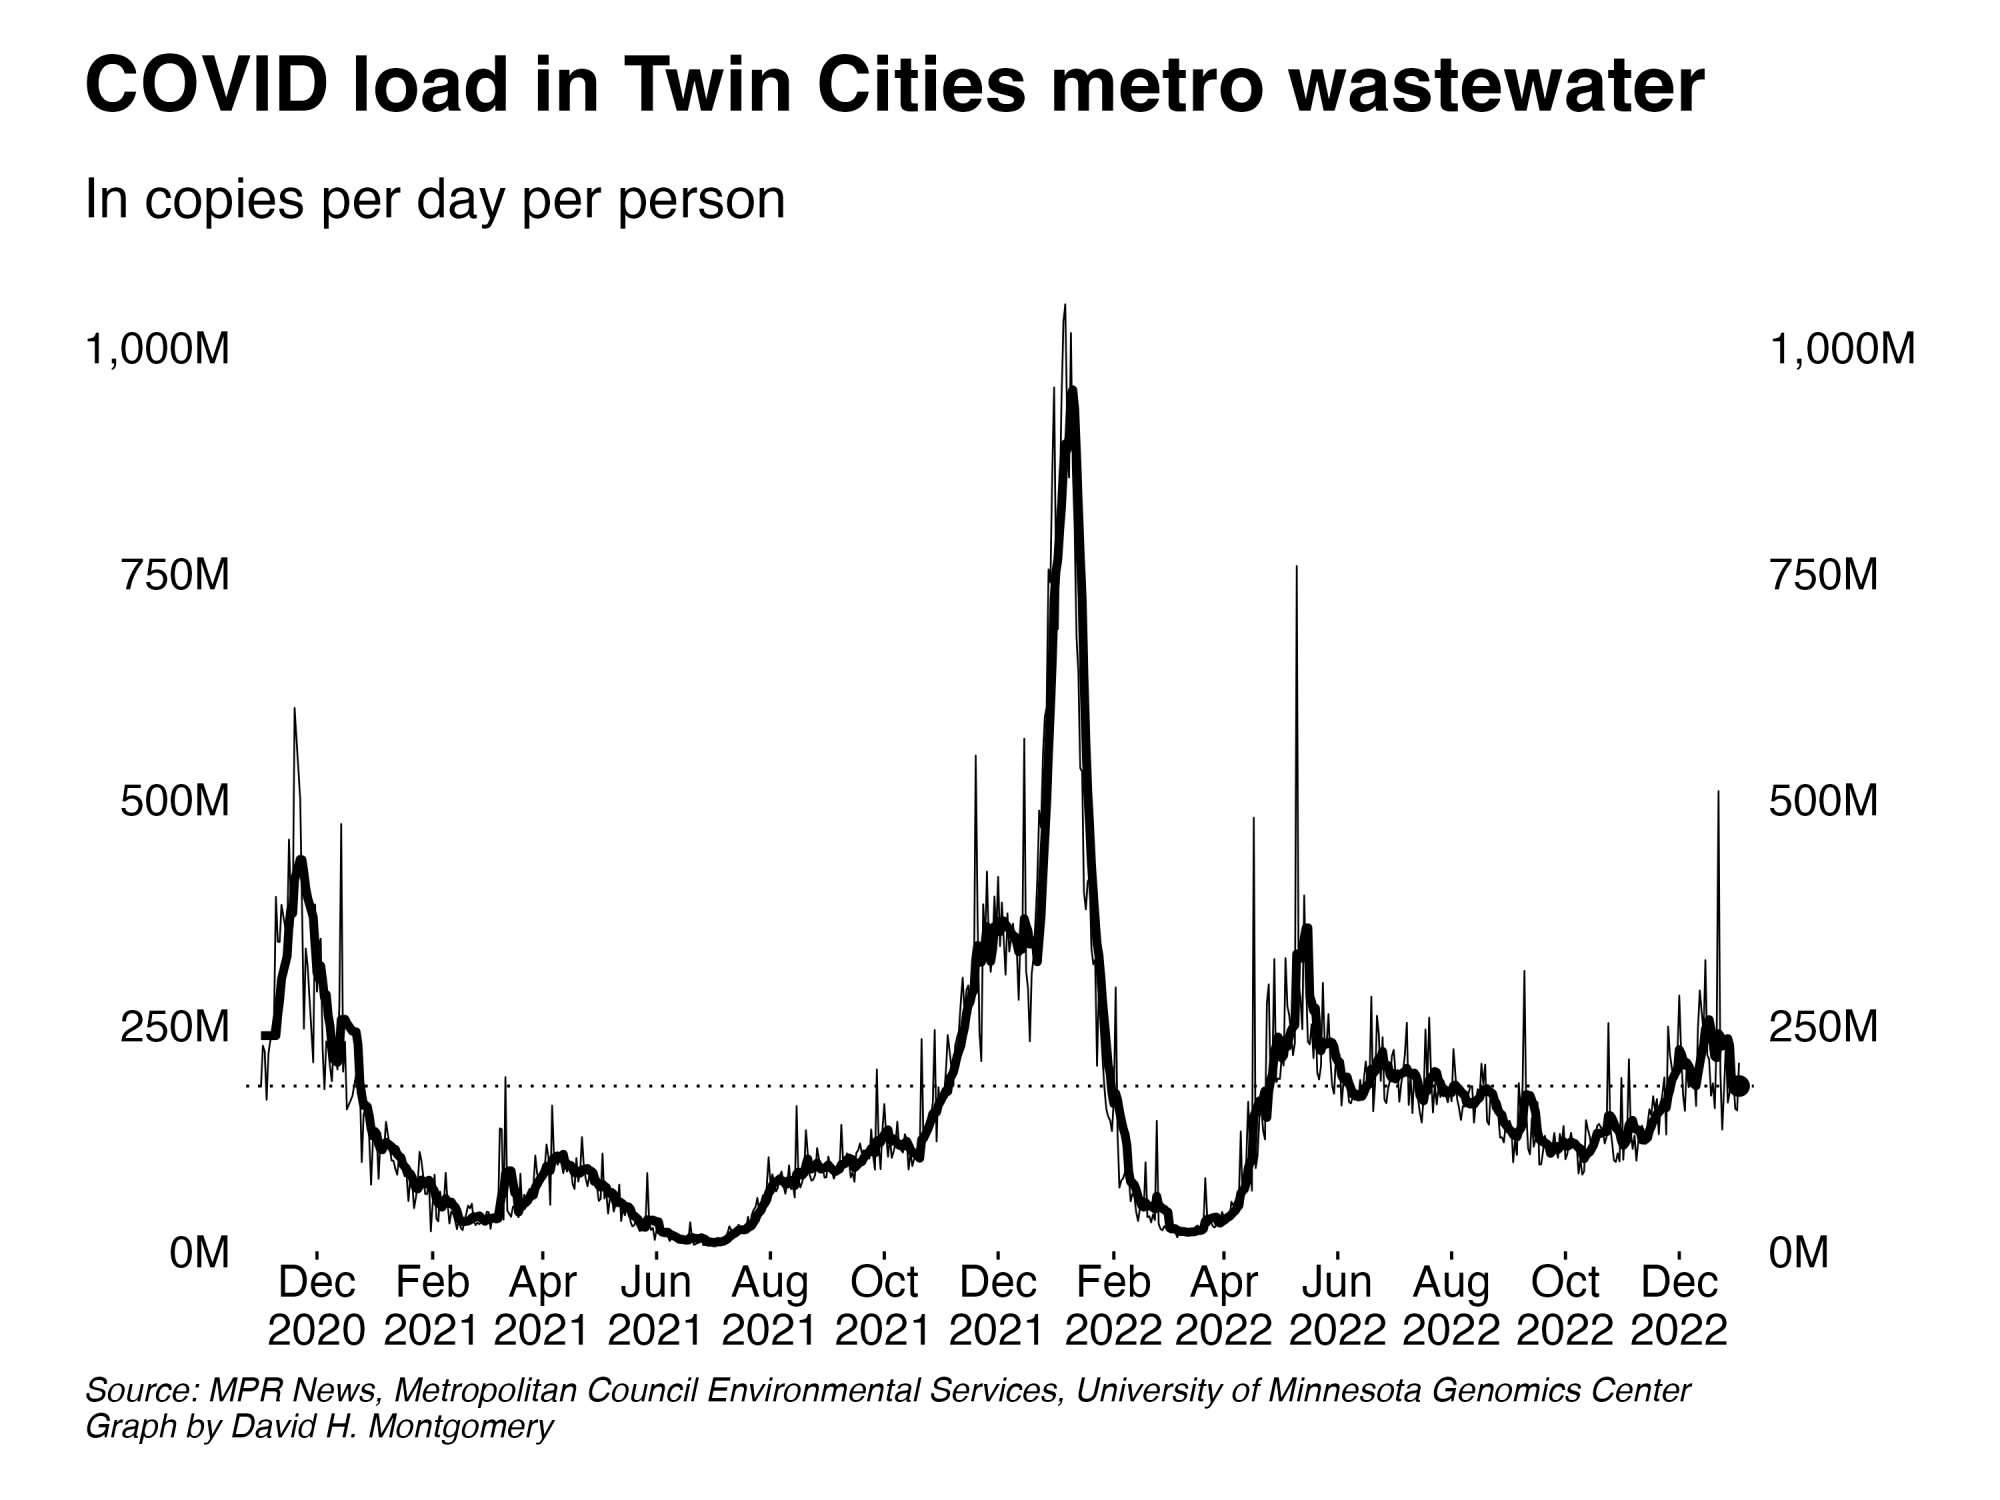 COVID load in Twin Cities metro wastewater
In copies per day per person
1,000M 1,000M
750M 750M
500M 500M
250M 250M
0M 0M
Dec Feb Apr Jun Aug Oct Dec Feb Apr Jun Aug Oct Dec
2020 2021 2021 2021 2021 2021 2021 2022 2022 2022 2022 2022 2022
Source: MPR News, Metropolitan Council Environmental Services, University of Minnesota Genomics Center
Graph by David H. Montgomery